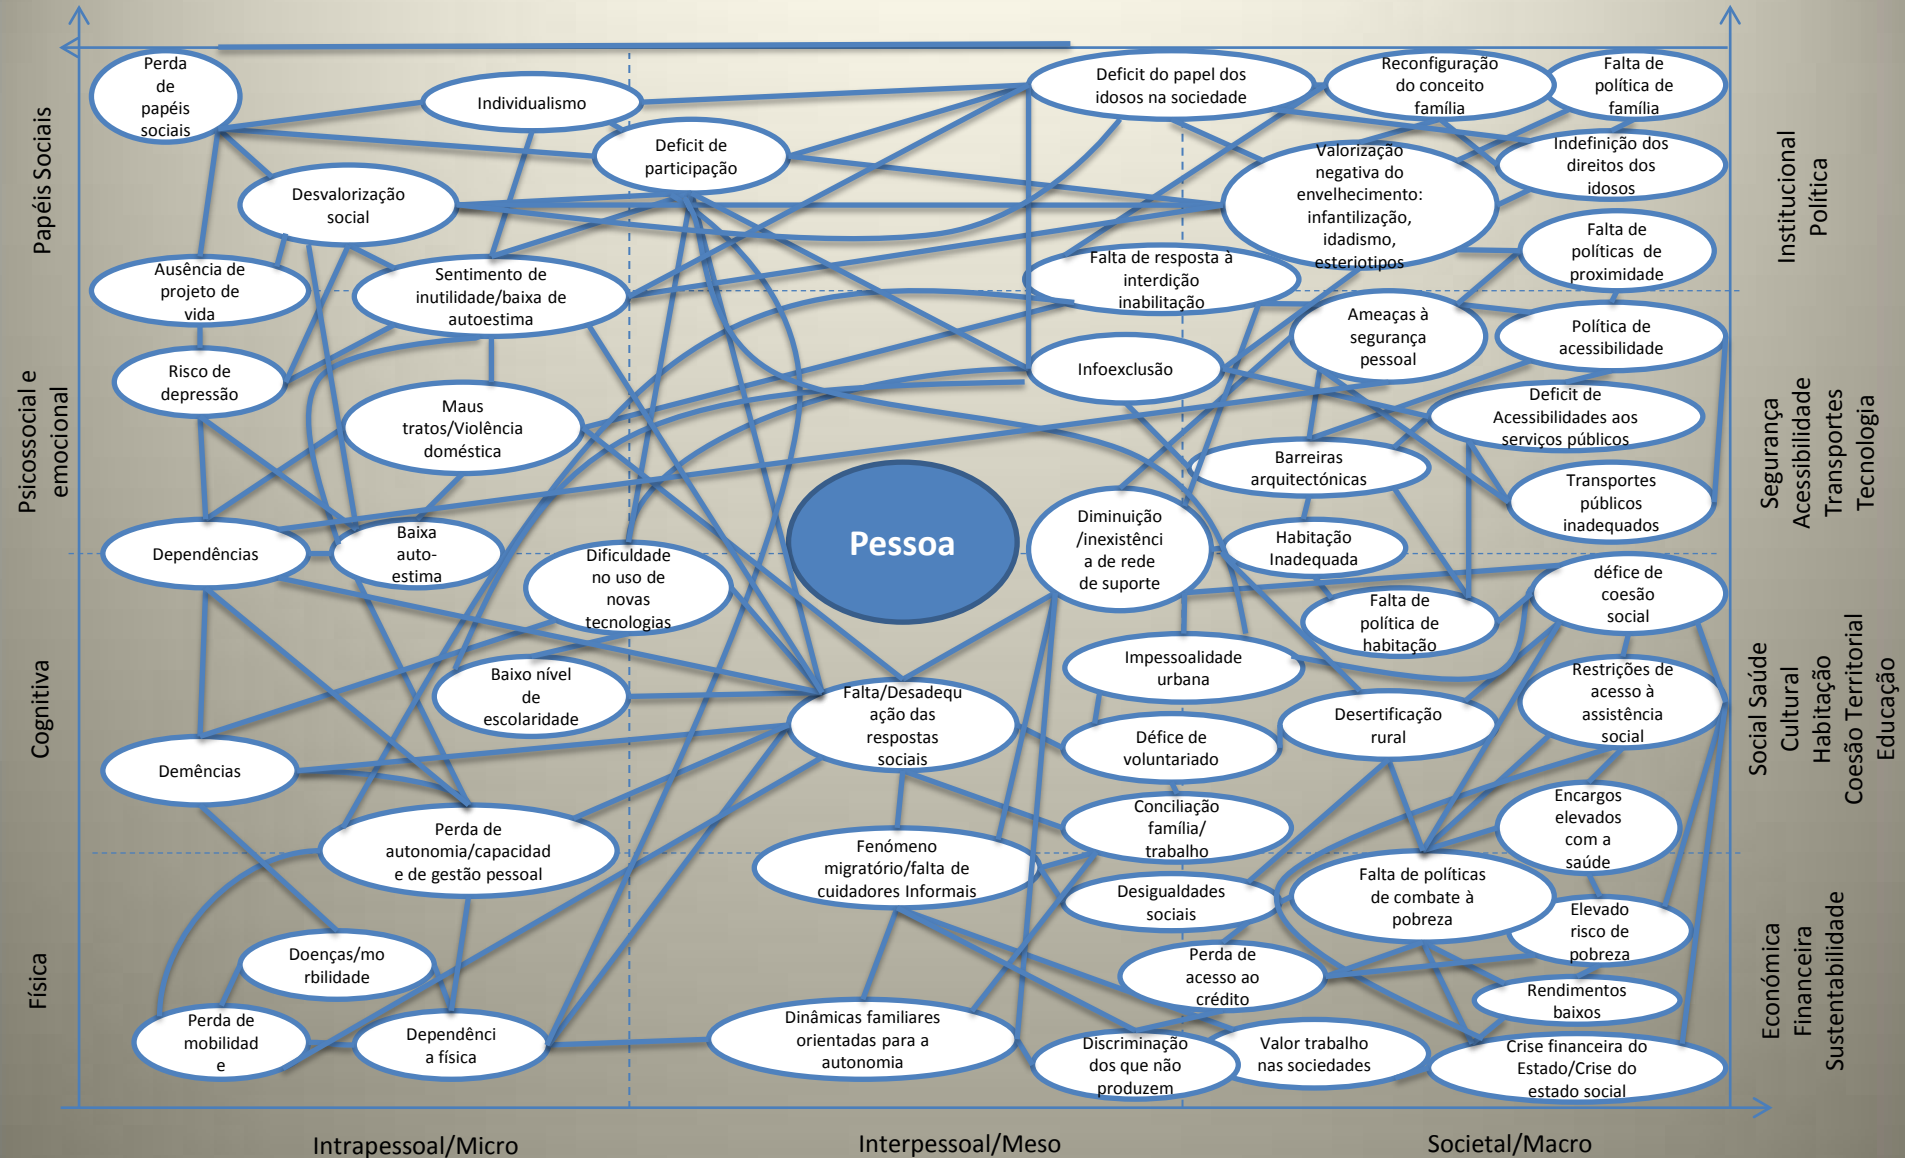 Papéis Sociais
Psicossocial e
emocional
Cognitiva
Física
Perda
de
papéis
sociais
Individualismo
Deficit de
participação
Desvalorização
social
Ausência de
projeto de
vida
Sentimento de
inutilidade/baixa de
autoestima
Risco de
depressão
Maus
tratos/Violência
doméstica
Dependências
Baixa
auto-
estima
Dificuldade
no uso de
novas
tecnologias
Baixo nível
de
escolaridade
Demências
Perda de
autonomia/capacidad
e de gestão pessoal
Doenças/mo
rbilidade
Perda de
mobilidad
e
Dependênci
a física
Pessoa
Deficit do papel dos
idosos na sociedade
Falta de resposta à
interdição
inabilitação
Infoexclusão
Diminuição
/inexistênci
a de rede
de suporte
Impessoalidade
urbana
Falta/Desadequ
ação das
respostas
sociais
Défice de
voluntariado
Conciliação
família/
trabalho
Fenómeno
migratório/falta de
cuidadores Informais
Desigualdades
sociais
Perda de
acesso ao
crédito
Dinâmicas familiares
orientadas para a
autonomia
Discriminação
dos que não
produzem
Valor trabalho
nas sociedades
Reconfiguração
do conceito
família
Falta de
política de
família
Valorização
negativa do
envelhecimento:
infantilização,
idadismo,
esteriotipos
Indefinição dos
direitos dos
idosos
Falta de
políticas de
proximidade
Ameaças à
segurança
pessoal
Política de
acessibilidade
Deficit de
Acessibilidades aos
serviços públicos
Barreiras
arquitectónicas
Transportes
públicos
inadequados
Habitação
Inadequada
Falta de
política de
habitação
défice de
coesão
social
Desertificação
rural
Restrições de
acesso à
assistência
social
Encargos
elevados
com a
saúde
Falta de políticas
de combate à
pobreza
Elevado
risco de
pobreza
Rendimentos
baixos
Crise financeira do
Estado/Crise do
estado social
Institucional
Política
Segurança
Acessibilidade
Transportes
Tecnologia
Social Saúde
Cultural
Habitação
Coesão Territorial
Educação
Económica
Financeira
Sustentabilidade
Intrapessoal/Micro
Interpessoal/Meso
Societal/Macro